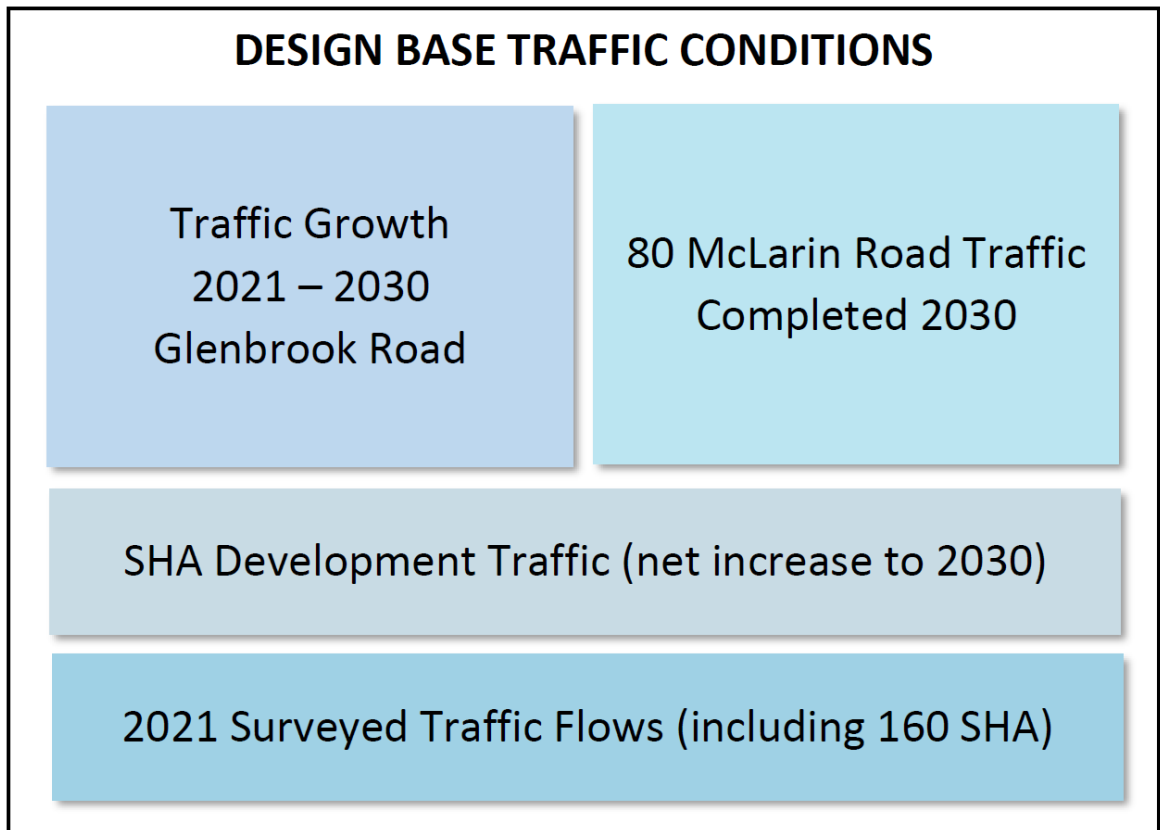 DESIGN BASE TRAFFIC CONDITIONS
Traffic Growth
2021 – 2030
Glenbrook Road
80 McLarin Road Traffic
Completed 2030
SHA Development Traffic (net increase to 2030)
2021 Surveyed Traffic Flows (including 160 SHA)